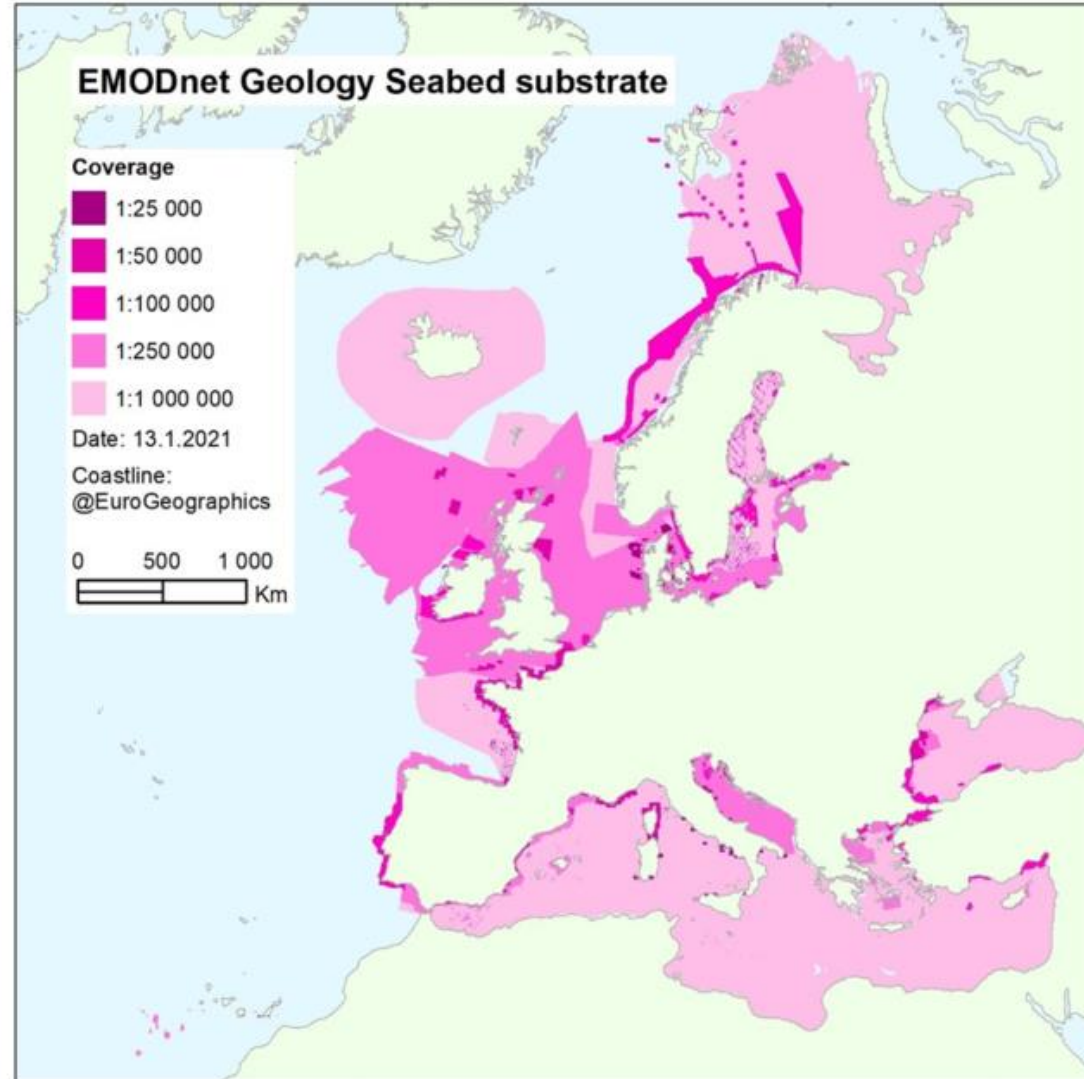 EMODnet Geology Seabed substrate
Coverage
1:25 000
1:50 000
1:100 000
1:250 000
1:1 000 000
Date: 13.1.2021
Coastline:
@EuroGeographics
0 500 1 000
Km